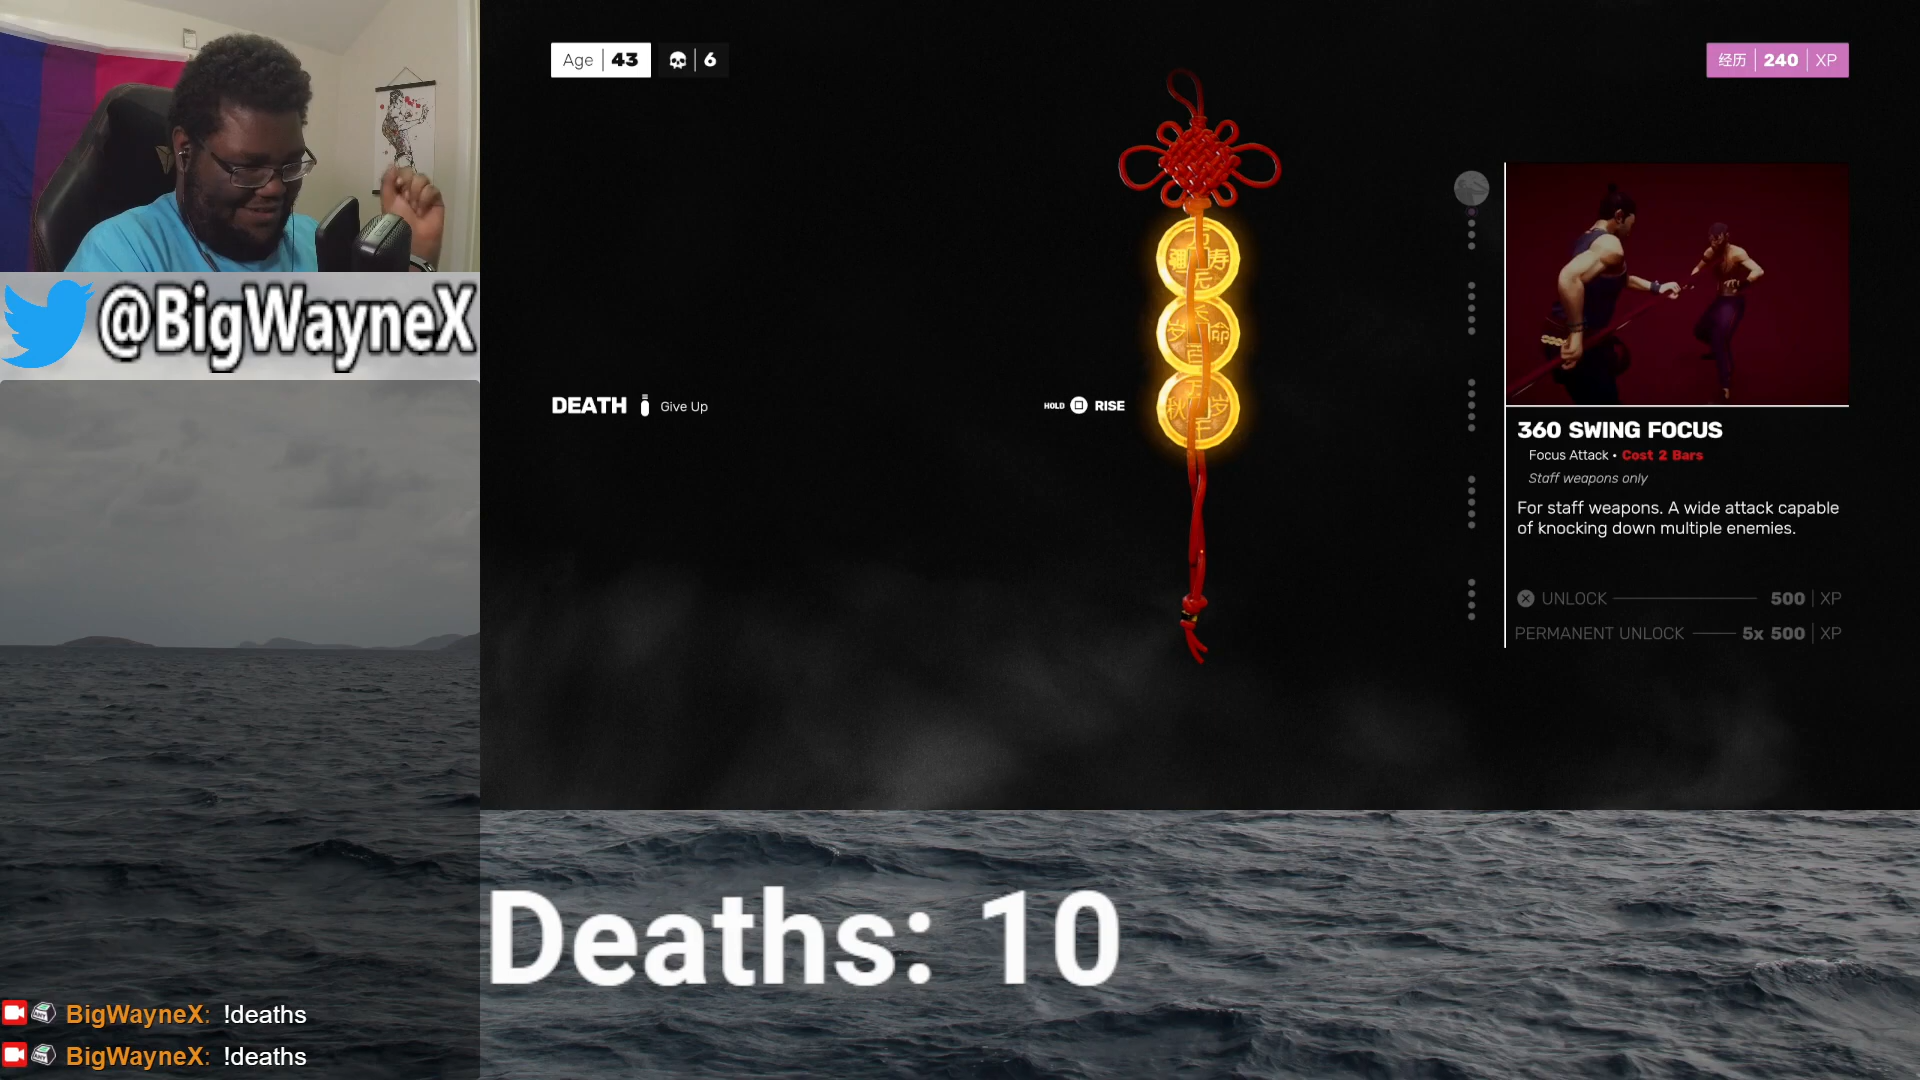 Age 43 6
经历 240 XP
@BigWayneX
DEATH Give Up
HOLD RISE
360 SWING FOCUS
Focus Attack • Cost 2 Bars
Staff weapons only
For staff weapons. A wide attack capable
of knocking down multiple enemies.
UNLOCK 500 XP
PERMANENT UNLOCK 5x 500 XP
Deaths: 10
BigWayneX: !deaths
BigWayneX: !deaths